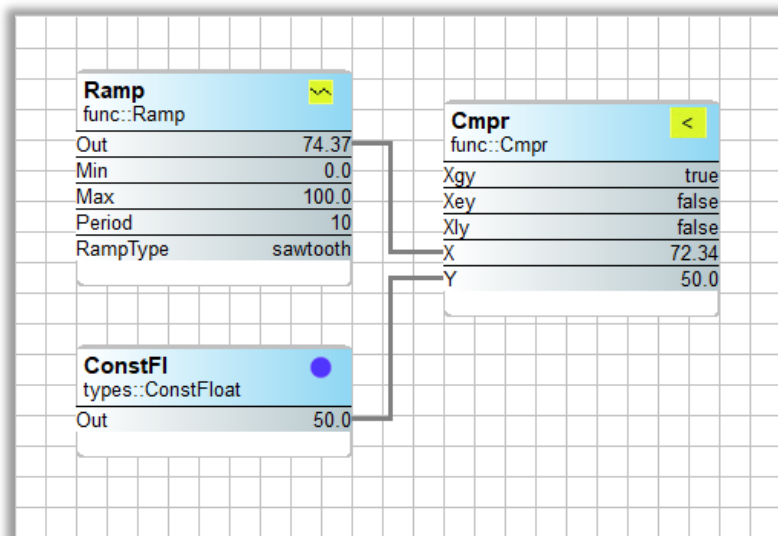 Ramp
func::Ramp
Out 74.37
Min 0.0
Max 100.0
Period 10
RampType sawtooth
Cmpr
<
func::Cmpr
Xgy true
Xey false
Xly false
X 72.34
Y 50.0
ConstFl
types::ConstFloat
Out 50.0